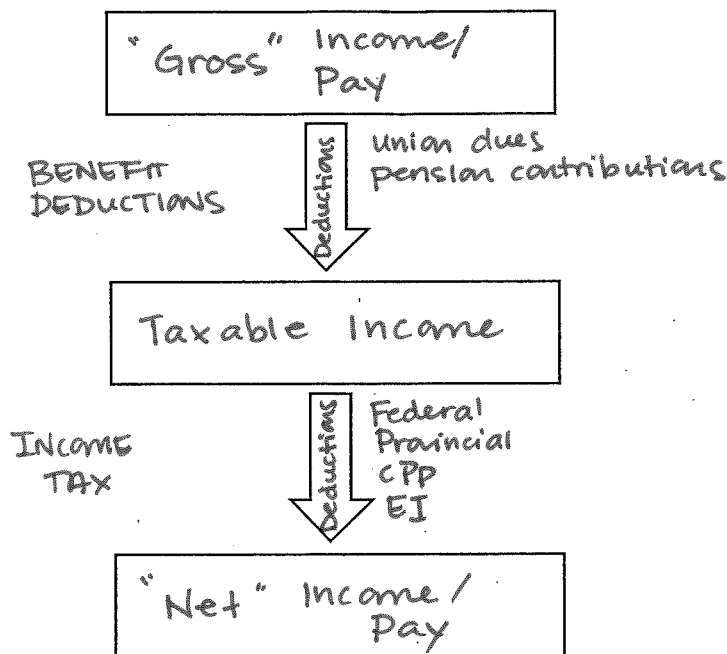 "Gross" Income/
Pay
BENEFIT
DEDUCTIONS
Deductions
union dues
pension contributions
Taxable Income
INCOME
TAX
Deductions
Federal
Provincial
CPP
EI
"Net" Income/
Pay